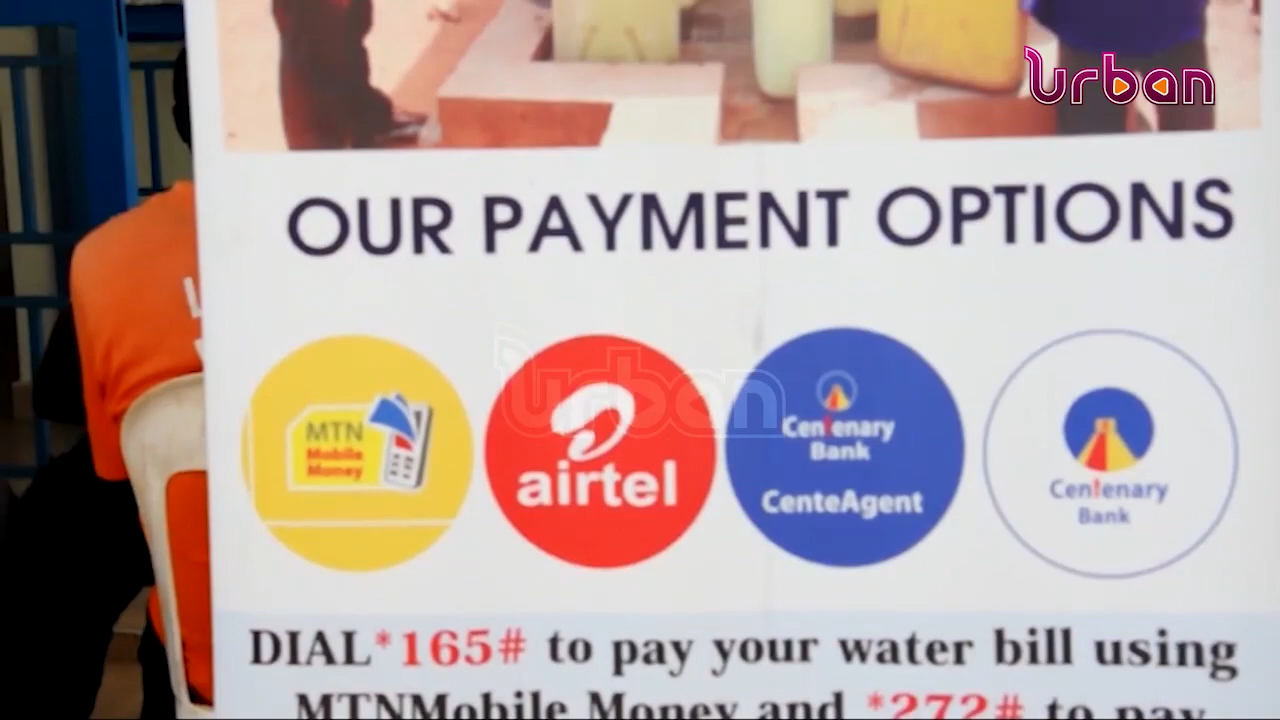 urban
OUR PAYMENT OPTIONS
MTN
Mobile
Money
airtel
Centenary
Bank
CenteAgent
Centenary
Bank
urban
DIAL *165# to pay your water bill using
MTNMobile Money and *272# to pay